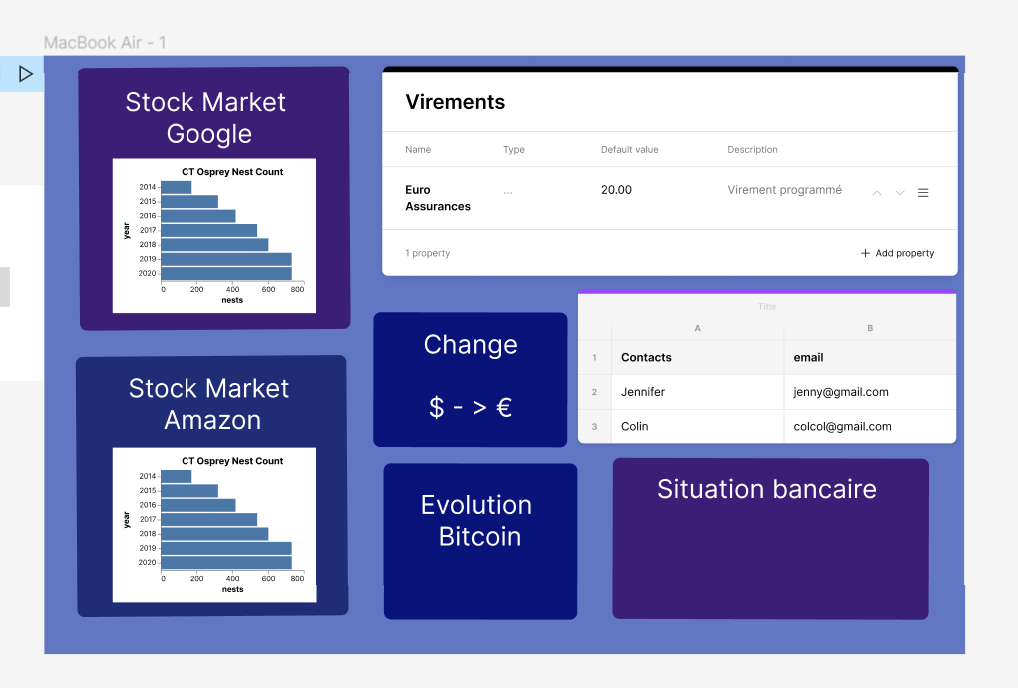 MacBook Air - 1
Stock Market
Google
CT Osprey Nest Count
year
2014
2015
2016
2017
2018
2019
2020
0 200 400 600 800
nests
Virements
Name Type Default value Description
Euro
Assurances
... 20.00 Virement programmé
1 property
+ Add property
Title
A B
1 Contacts email
2 Jennifer jenny@gmail.com
3 Colin colcol@gmail.com
Change
$ - > €
Stock Market
Amazon
CT Osprey Nest Count
year
2014
2015
2016
2017
2018
2019
2020
0 200 400 600 800
nests
Evolution
Bitcoin
Situation bancaire